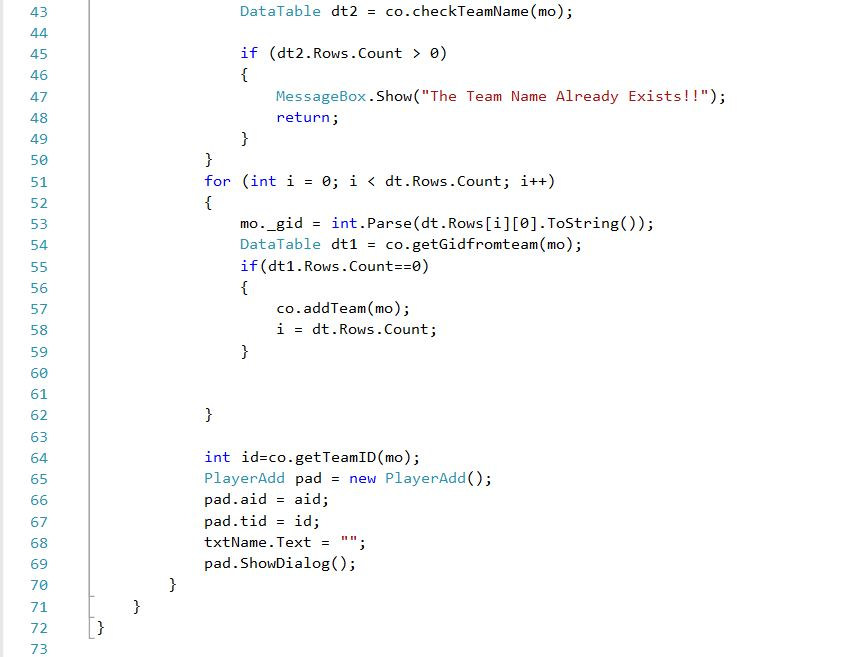 43 DataTable dt2 = co.checkTeamName(mo);
44
45 if (dt2.Rows.Count > 0)
46 {
47 MessageBox.Show("The Team Name Already Exists!!");
48 return;
49 }
50 }
51 for (int i = 0; i < dt.Rows.Count; i++)
52 {
53 mo._gid = int.Parse(dt.Rows[i][0].ToString());
54 DataTable dt1 = co.getGidfromteam(mo);
55 if(dt1.Rows.Count==0)
56 {
57 co.addTeam(mo);
58 i = dt.Rows.Count;
59 }
60
61
62 }
63
64 int id=co.getTeamID(mo);
65 PlayerAdd pad = new PlayerAdd();
66 pad.aid = aid;
67 pad.tid = id;
68 txtName.Text = "";
69 pad.ShowDialog();
70 }
71 }
72 }
73